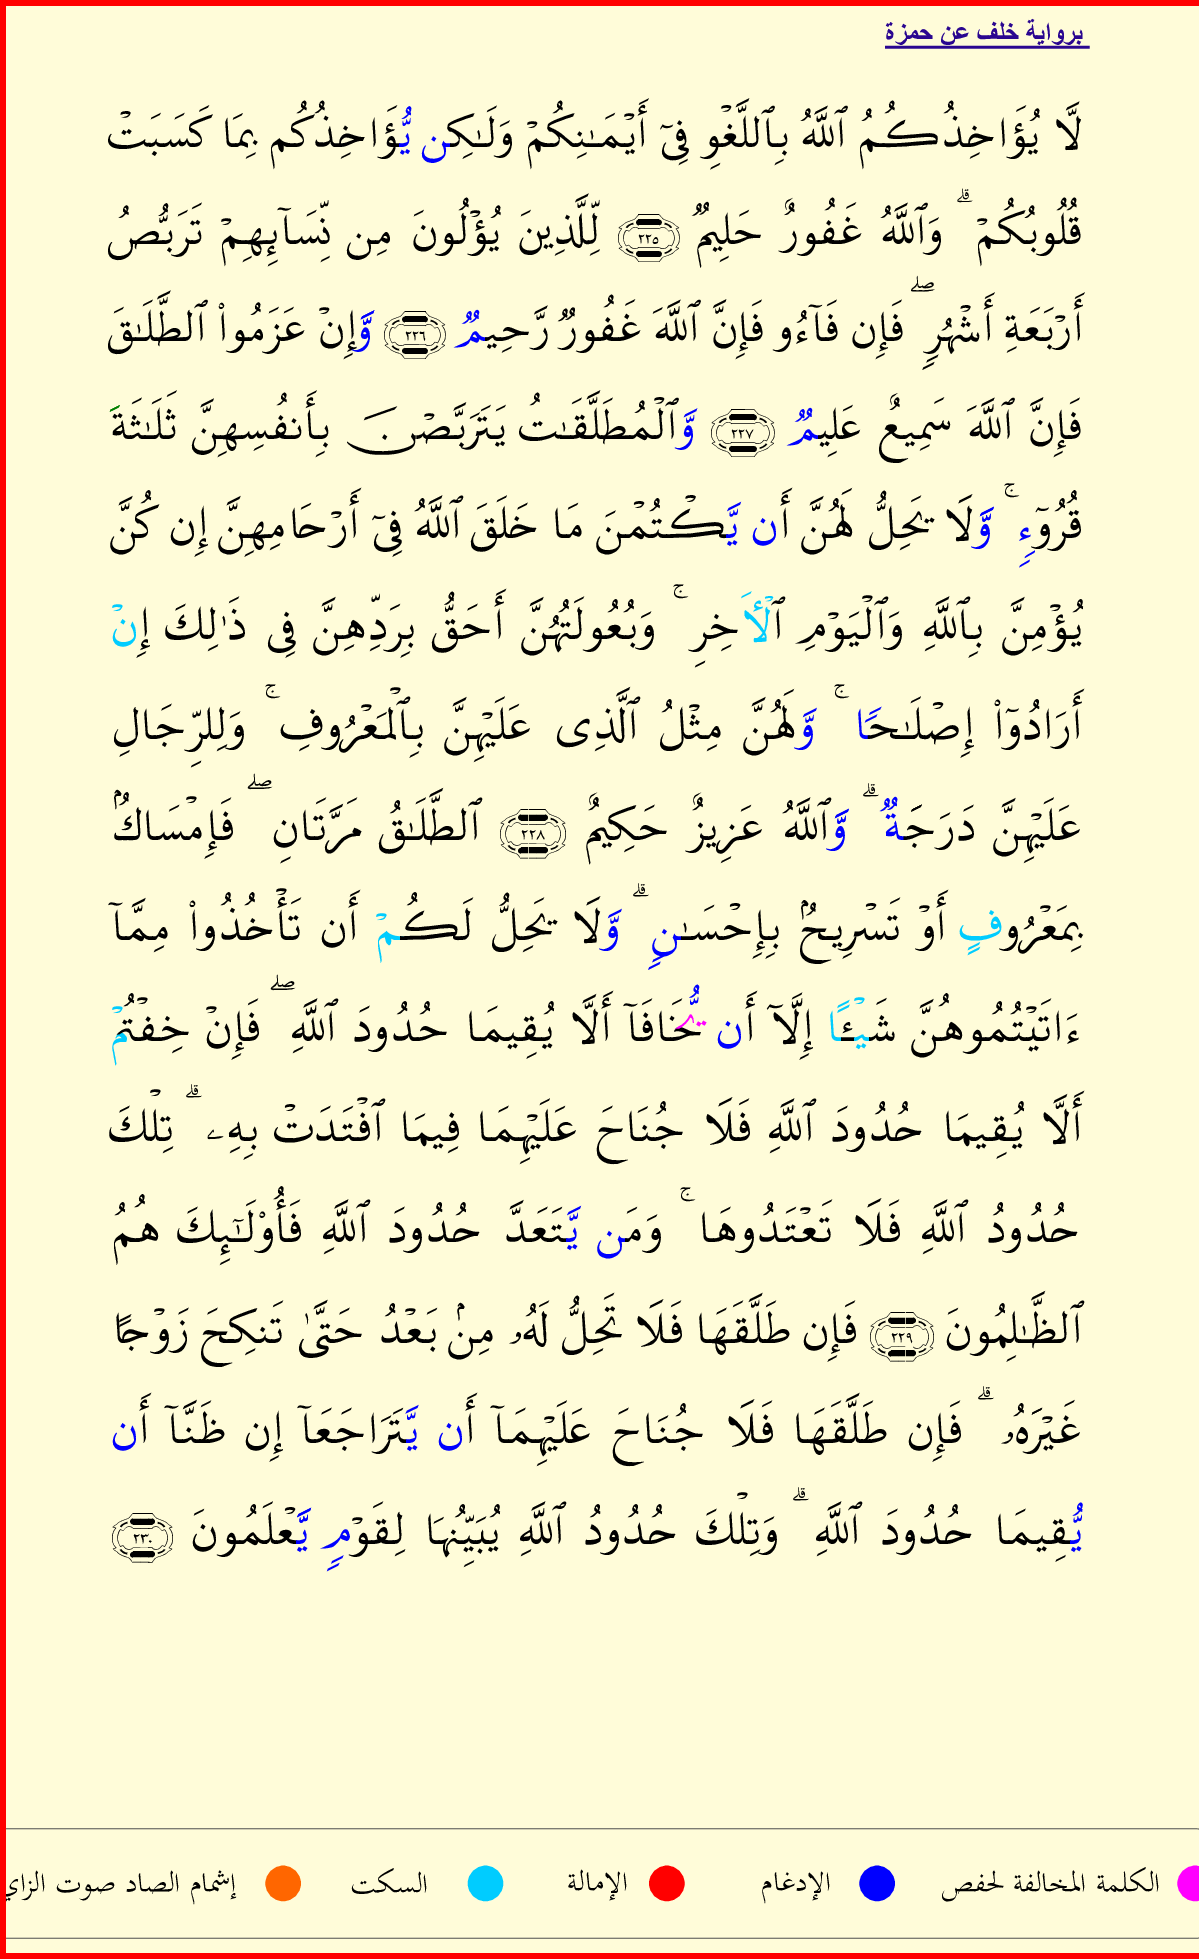 برواية خلف عن حمزة
لَّا يُؤَاخِذُكُمُ ٱللَّهُ بِٱللَّغْوِ فِىٓ أَيْمَـٰنِكُمْ وَلَـٰكِن يُّؤَاخِذُكُم بِمَا كَسَبَتْ
قُلُوبُكُمْ ۗ وَٱللَّهُ غَفُورٌ حَلِيمٌ ٢٢٥ لِّلَّذِينَ يُؤْلُونَ مِن نِّسَآئِهِمْ تَرَبُّصُ
أَرْبَعَةِ أَشْهُرٍ ۖ فَإِن فَآءُو فَإِنَّ ٱللَّهَ غَفُورٌ رَّحِيمٌ ٢٢٦ وَّإِنْ عَزَمُوا۟ ٱلطَّلَـٰقَ
فَإِنَّ ٱللَّهَ سَمِيعٌ عَلِيمٌ ٢٢٧ وَّٱلْمُطَلَّقَـٰتُ يَتَرَبَّصْنَ بِأَنفُسِهِنَّ ثَلَـٰثَةَ
قُرُوٓءٍ ۚ وَّلَا يَحِلُّ لَهُنَّ أَن يَّكْتُمْنَ مَا خَلَقَ ٱللَّهُ فِىٓ أَرْحَامِهِنَّ إِن كُنَّ
يُؤْمِنَّ بِٱللَّهِ وَٱلْيَوْمِ ٱلْأَخِرِ ۚ وَبُعُولَتُهُنَّ أَحَقُّ بِرَدِّهِنَّ فِى ذَٰلِكَ إِنْ
أَرَادُوٓا۟ إِصْلَـٰحًا ۚ وَّلَهُنَّ مِثْلُ ٱلَّذِى عَلَيْهِنَّ بِٱلْمَعْرُوفِ ۚ وَلِلرِّجَالِ
عَلَيْهِنَّ دَرَجَةٌ ۗ وَّٱللَّهُ عَزِيزٌ حَكِيمٌ ٢٢٨ ٱلطَّلَـٰقُ مَرَّتَانِ ۖ فَإِمْسَاكُۢ
بِمَعْرُوفٍ أَوْ تَسْرِيحُۢ بِإِحْسَـٰنٍ ۗ وَّلَا يَحِلُّ لَكُمْ أَن تَأْخُذُوا۟ مِمَّآ
ءَاتَيْتُمُوهُنَّ شَيْـًٔا إِلَّآ أَن يُّخَافَآ أَلَّا يُقِيمَا حُدُودَ ٱللَّهِ ۖ فَإِنْ خِفْتُمْ
أَلَّا يُقِيمَا حُدُودَ ٱللَّهِ فَلَا جُنَاحَ عَلَيْهِمَا فِيمَا ٱفْتَدَتْ بِهِۦ ۗ تِلْكَ
حُدُودُ ٱللَّهِ فَلَا تَعْتَدُوهَا ۚ وَمَن يَّتَعَدَّ حُدُودَ ٱللَّهِ فَأُو۟لَـٰٓئِكَ هُمُ
ٱلظَّـٰلِمُونَ ٢٢٩ فَإِن طَلَّقَهَا فَلَا تَحِلُّ لَهُۥ مِنۢ بَعْدُ حَتَّىٰ تَنكِحَ زَوْجًا
غَيْرَهُۥ ۗ فَإِن طَلَّقَهَا فَلَا جُنَاحَ عَلَيْهِمَآ أَن يَّتَرَاجَعَآ إِن ظَنَّآ أَن
يُّقِيمَا حُدُودَ ٱللَّهِ ۗ وَتِلْكَ حُدُودُ ٱللَّهِ يُبَيِّنُهَا لِقَوْمٍ يَّعْلَمُونَ ٢٣٠
الكلمة المخالفة لحفص الإدغام الإمالة السكت إشمام الصاد صوت الزاي